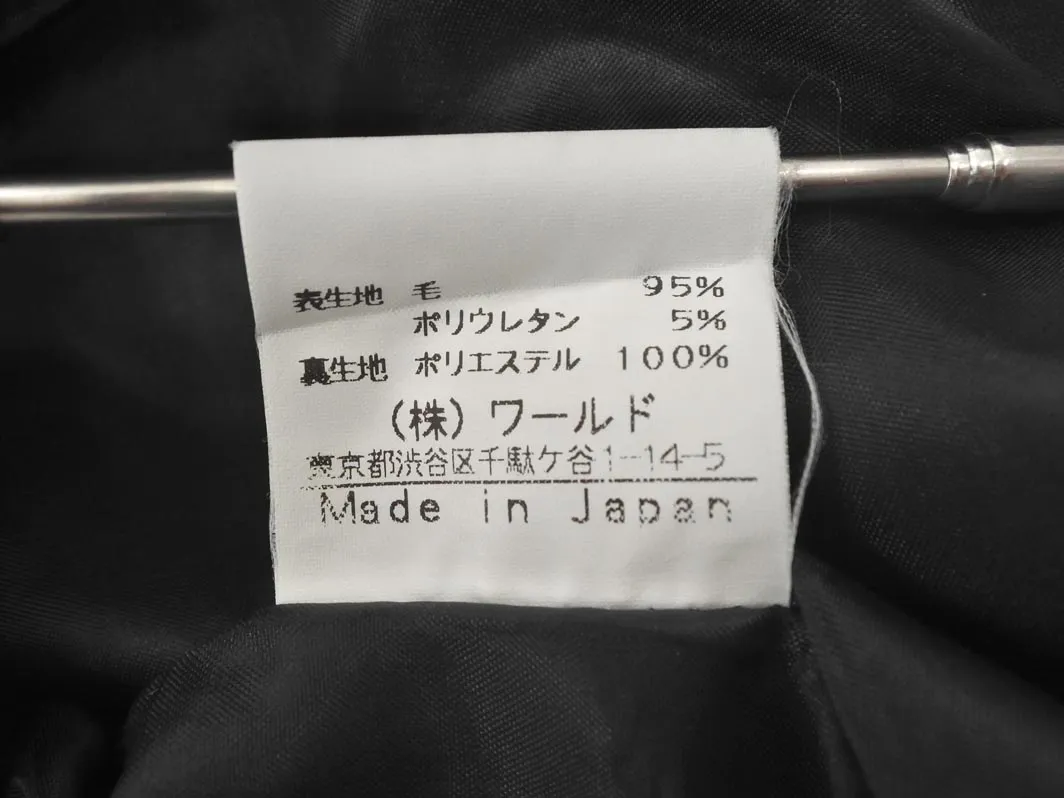 表生地 毛 95%
ポリウレタン 5%
裏生地 ポリエステル 100%
(株)ワールド
東京都渋谷区千駄ケ谷1-14-5
Made in Japan